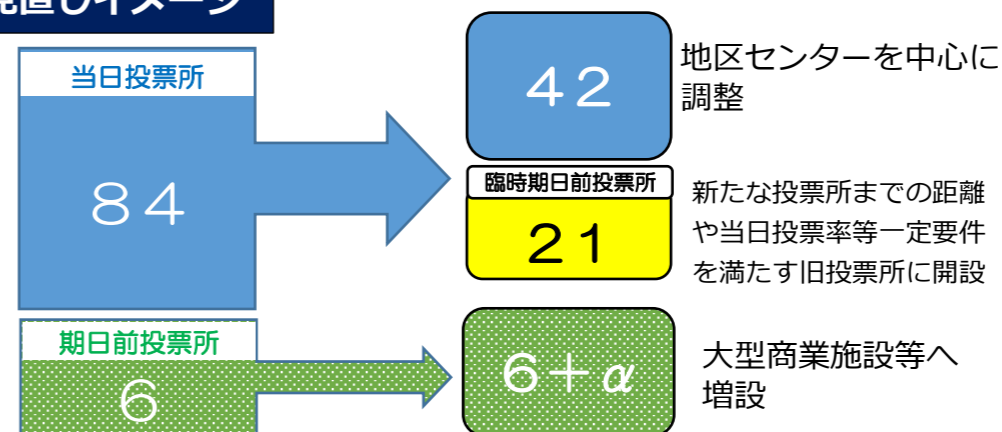 見直しイメージ
当日投票所
84
42
地区センターを中心に
調整
臨時期日前投票所
21
新たな投票所までの距離
や当日投票率等一定要件
を満たす旧投票所に開設
期日前投票所
6
6+α
大型商業施設等へ
増設